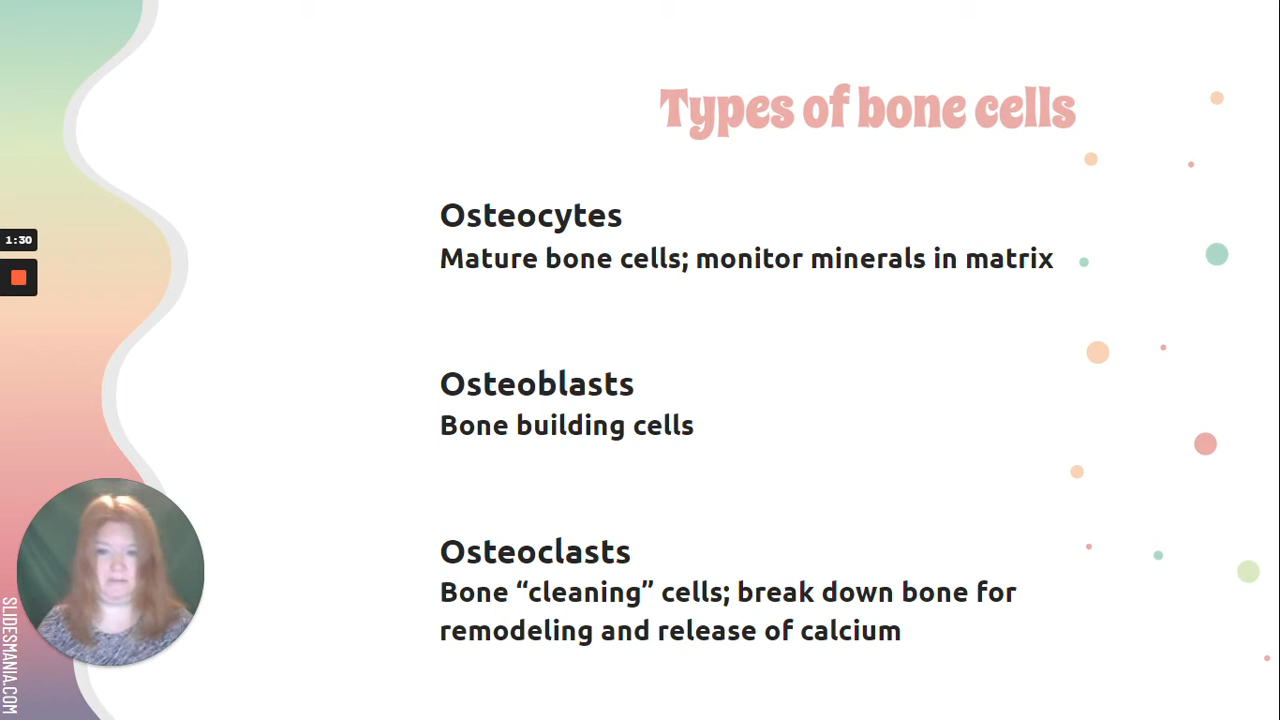 Types of bone cells
Osteocytes
Mature bone cells; monitor minerals in matrix
1:30
Osteoblasts
Bone building cells
Osteoclasts
Bone “cleaning” cells; break down bone for
remodeling and release of calcium
SLIDESMANIA.COM